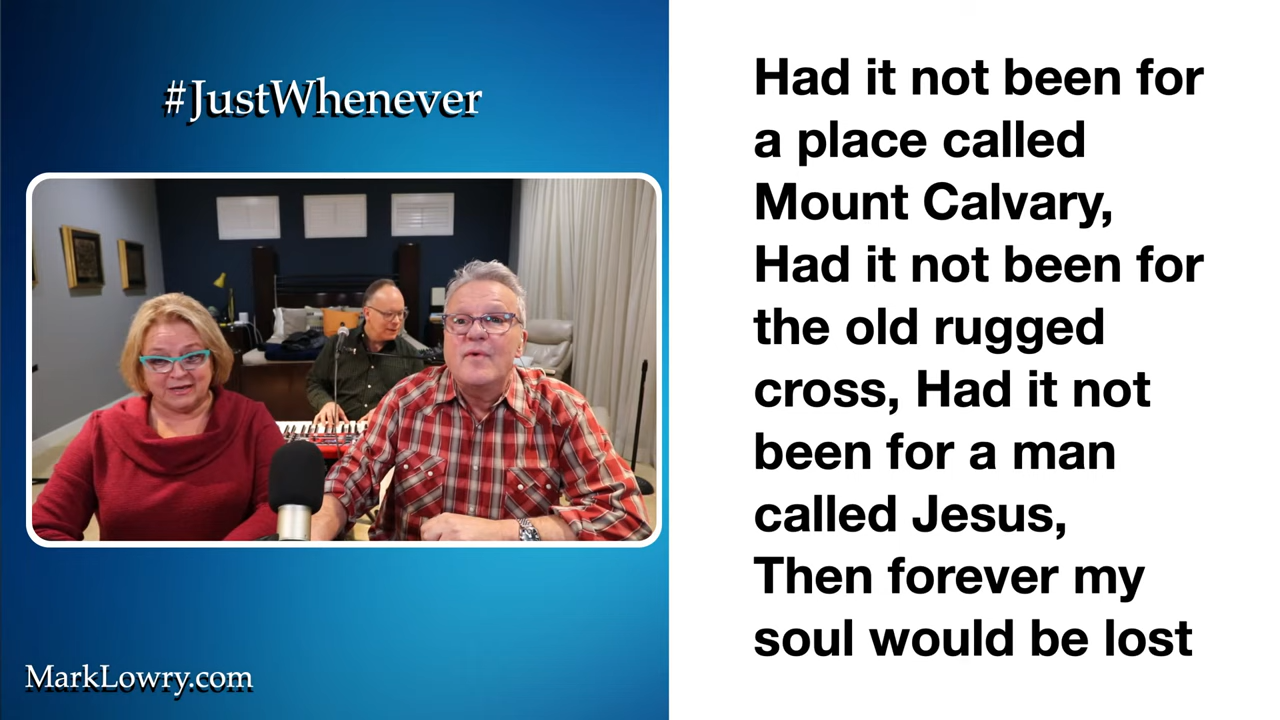 #JustWhenever
MarkLowry.com
Had it not been for
a place called
Mount Calvary,
Had it not been for
the old rugged
cross, Had it not
been for a man
called Jesus,
Then forever my
soul would be lost